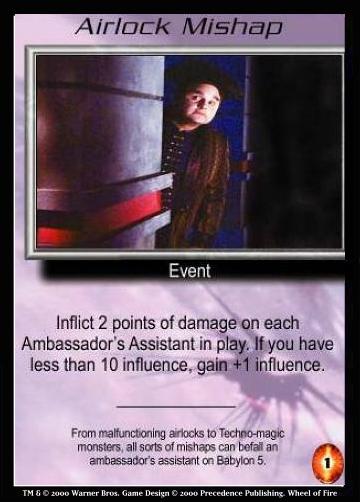 Airlock Mishap
Event
Inflict 2 points of damage on each
Ambassador's Assistant in play. If you have
less than 10 influence, gain +1 influence.
From malfunctioning airlocks to Techno-magic
monsters, all sorts of mishaps can befall an
ambassador's assistant on Babylon 5.
1
TM & © 2000 Warner Bros. Game Design © 2000 Precedence Publishing. Wheel of Fire